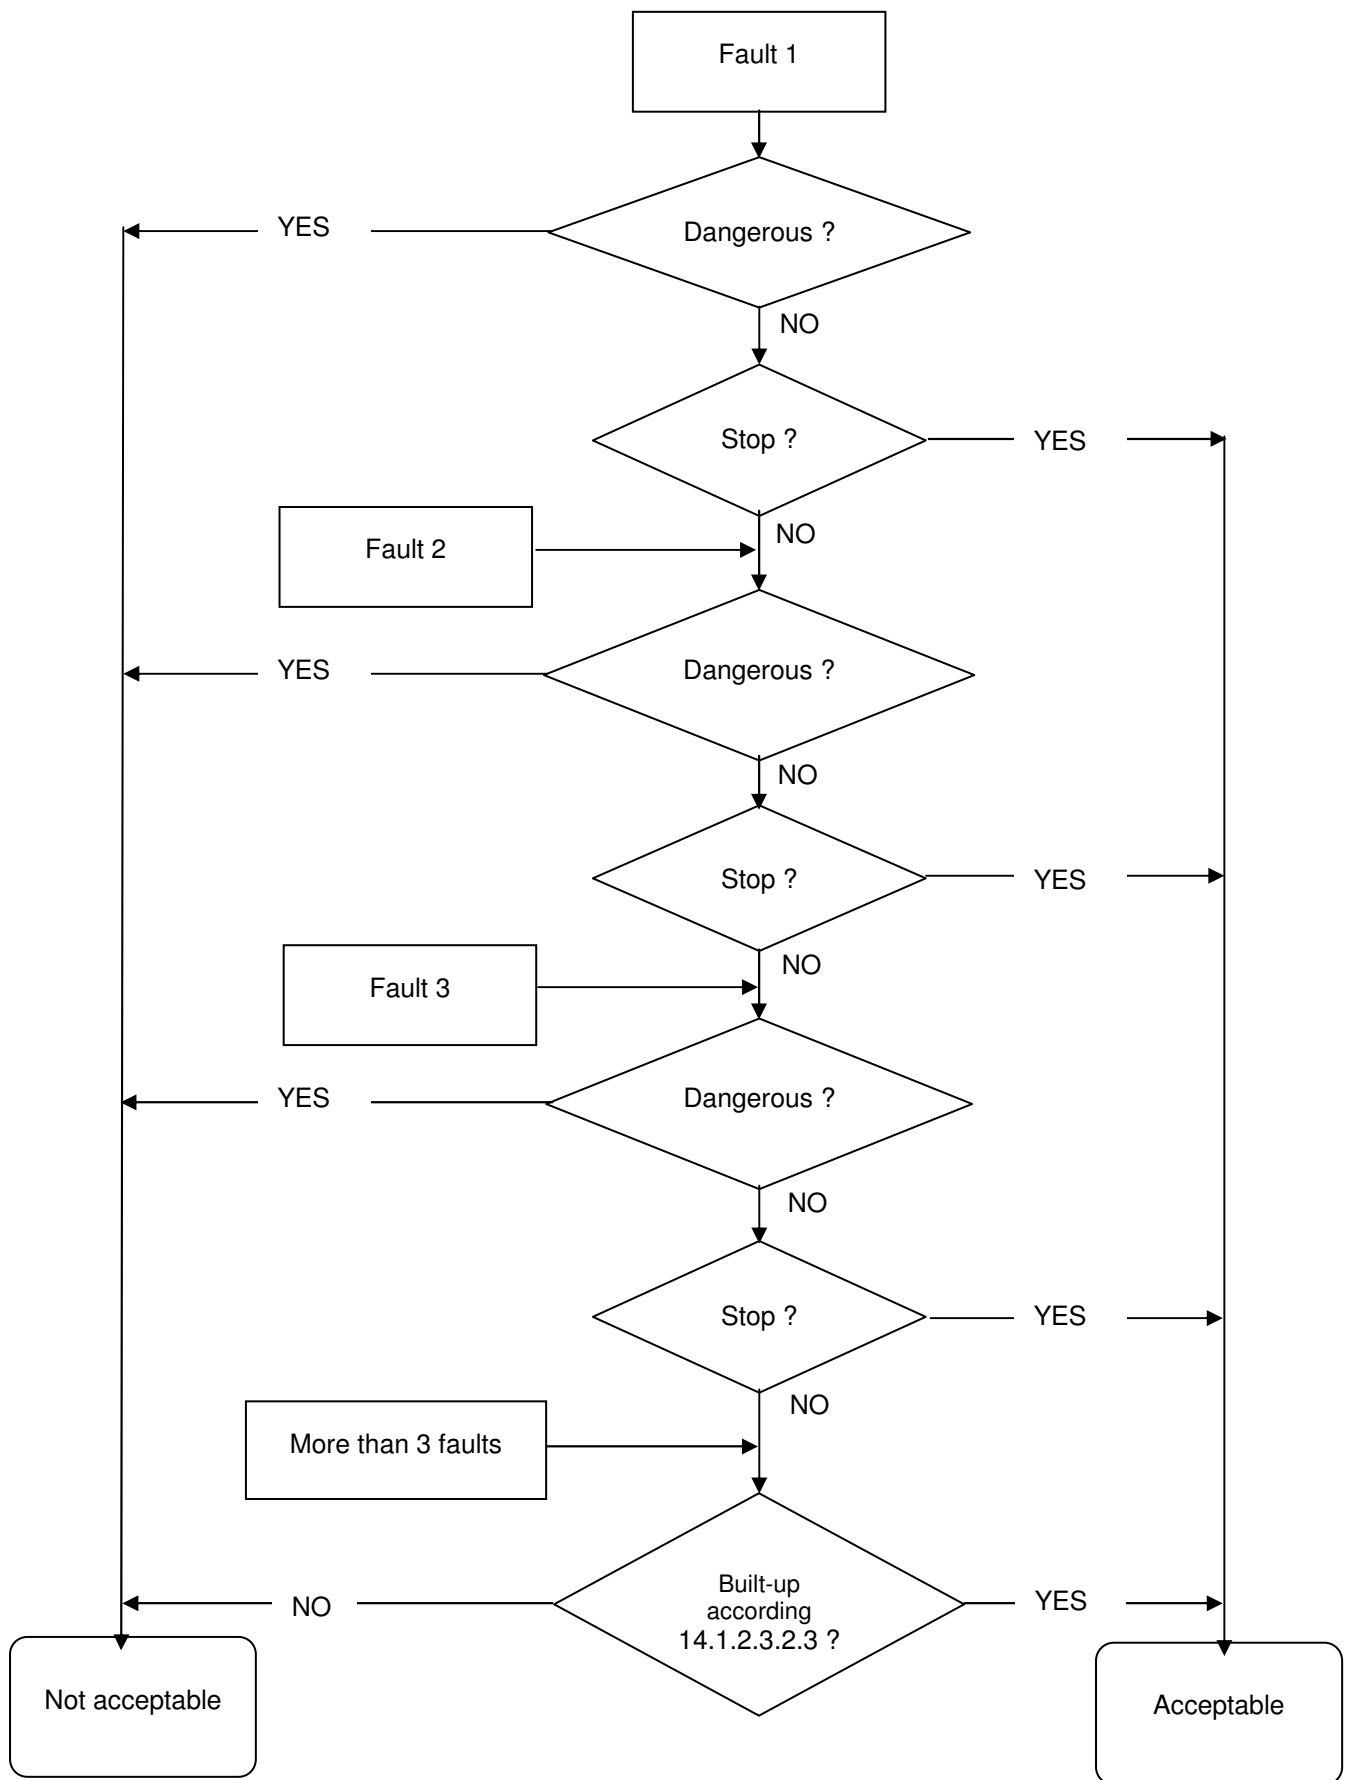 Fault 1
Dangerous ?
YES
NO
Stop ?
YES
NO
Fault 2
Dangerous ?
YES
NO
Stop ?
YES
NO
Fault 3
Dangerous ?
YES
NO
Stop ?
YES
NO
More than 3 faults
Built-up
according
14.1.2.3.2.3 ?
NO
YES
Not acceptable
Acceptable